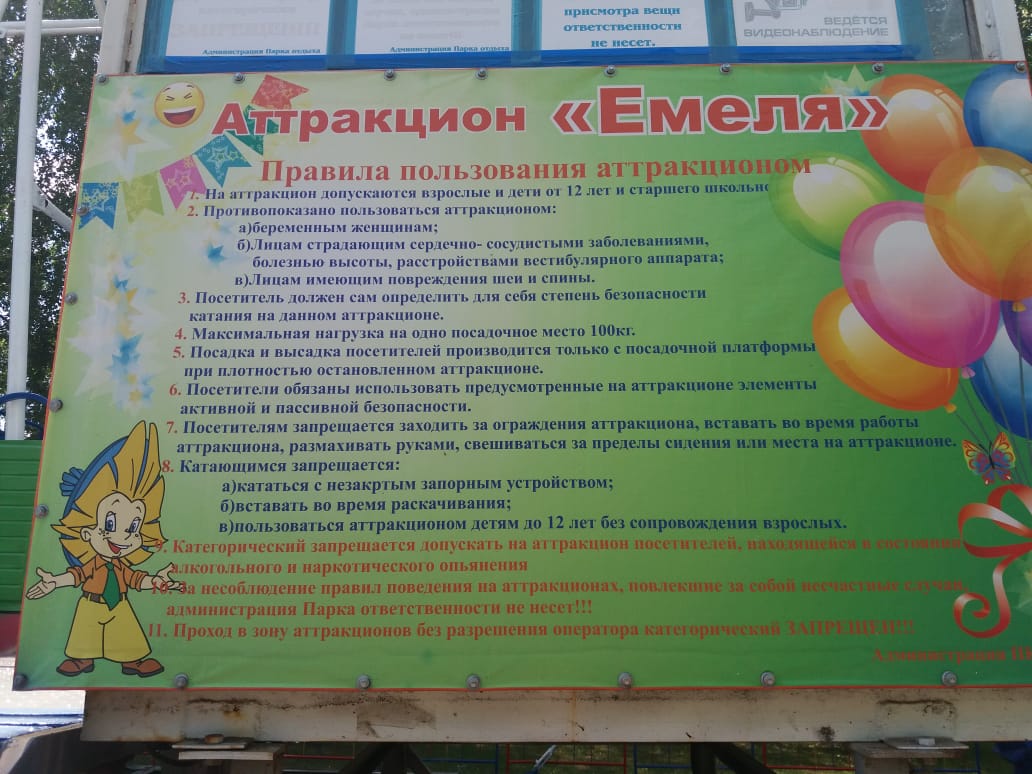 Администрация Парка отдыха
Администрация Парка отдыха
присмотра вещи
ответственности
не несет.
ВЕДЁТСЯ
ВИДЕОНАБЛЮДЕНИЕ
Аттракцион «Емеля»
Правила пользования аттракционом
1. На аттракцион допускаются взрослые и дети от 12 лет и старшего школьно
2. Противопоказано пользоваться аттракционом:
а)беременным женщинам;
б)Лицам страдающим сердечно- сосудистыми заболеваниями,
болезнью высоты, расстройствами вестибулярного аппарата;
в)Лицам имеющим повреждения шеи и спины.
3. Посетитель должен сам определить для себя степень безопасности
катания на данном аттракционе.
4. Максимальная нагрузка на одно посадочное место 100кг.
5. Посадка и высадка посетителей производится только с посадочной платформы
при плотностью остановленном аттракционе.
6. Посетители обязаны использовать предусмотренные на аттракционе элементы
активной и пассивной безопасности.
7. Посетителям запрещается заходить за ограждения аттракциона, вставать во время работы
аттракциона, размахивать руками, свешиваться за пределы сидения или места на аттракционе.
8. Катающимся запрещается:
а)кататься с незакртым запорным устройством;
б)вставать во время раскачивания;
в)пользоваться аттракционом детям до 12 лет без сопровождения взрослых.
9. Категорический запрещается допускать на аттракцион посетителей, находящейся в состоянии
алкогольного и наркотического опьянения
10. За несоблюдение правил поведения на аттракционах, повлекшие за собой несчастные случаи,
администрация Парка ответственности не несет!!!
11. Проход в зону аттракционов без разрешения оператора категорический ЗАПРЕЩЕН!!!
Администрация